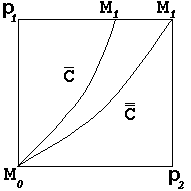 P₁ M₁ M₁
C̅
C̿
M₀ P₂